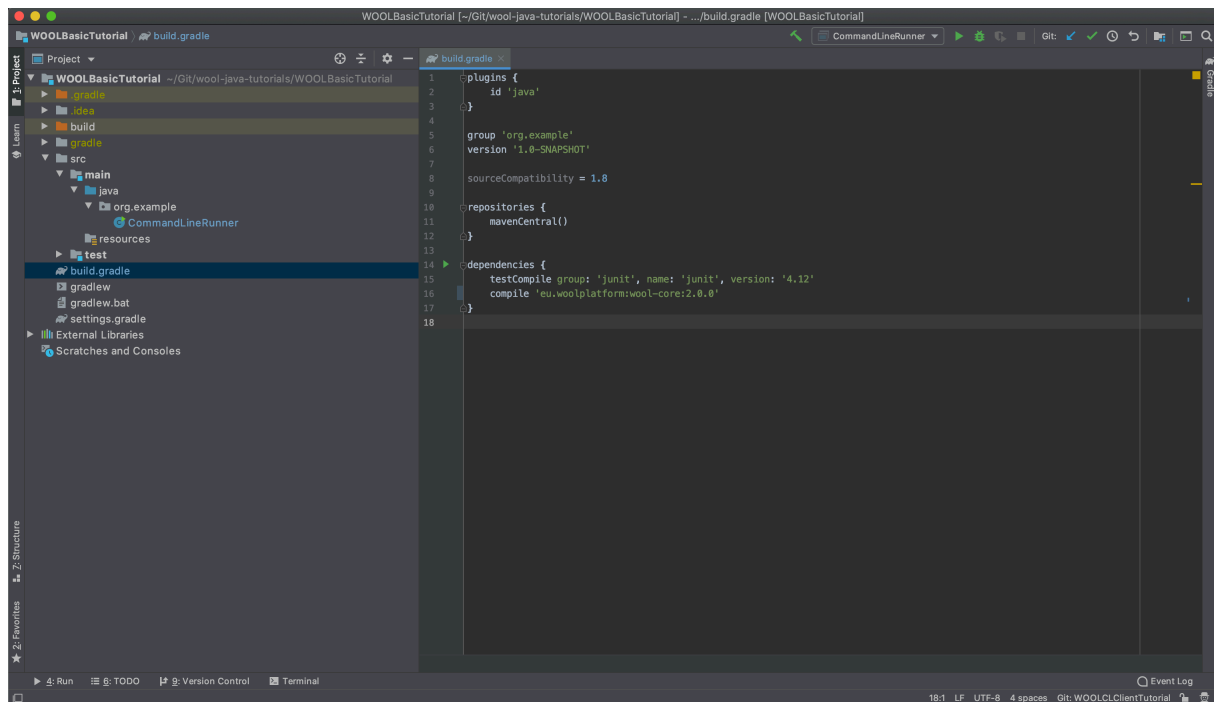 WOOLBasicTutorial [~/Git/wool-java-tutorials/WOOLBasicTutorial] - .../build.gradle [WOOLBasicTutorial]
WOOLBasicTutorial build.gradle
CommandLineRunner
Git:
1: Project
Learn
Z: Structure
2: Favorites
Project
WOOLBasicTutorial ~/Git/wool-java-tutorials/WOOLBasicTutorial
.gradle
.idea
build
gradle
src
main
java
org.example
CommandLineRunner
resources
test
build.gradle
gradlew
gradlew.bat
settings.gradle
External Libraries
Scratches and Consoles
build.gradle
1 plugins {
2 id 'java'
3 }
4
5 group 'org.example'
6 version '1.0-SNAPSHOT'
7
8 sourceCompatibility = 1.8
9
10 repositories {
11 mavenCentral()
12 }
13
14 dependencies {
15 testCompile group: 'junit', name: 'junit', version: '4.12'
16 compile 'eu.woolplatform:wool-core:2.0.0'
17 }
18
Gradle
4: Run 6: TODO 9: Version Control Terminal
Event Log
18:1 LF UTF-8 4 spaces Git: WOOLCLClientTutorial